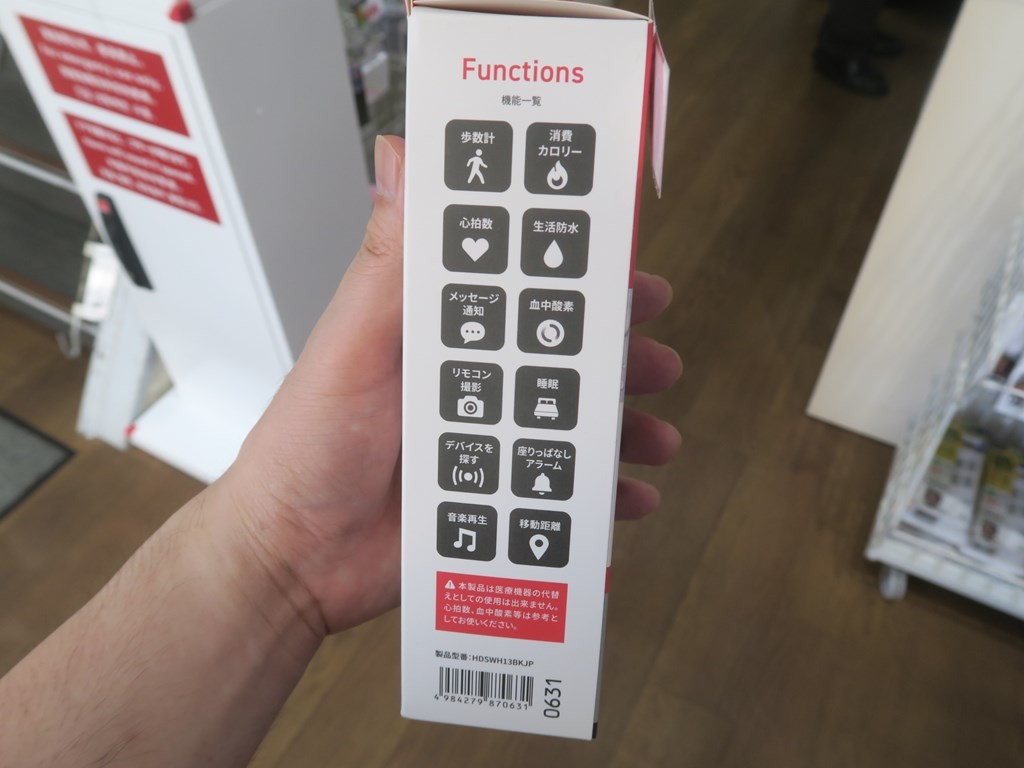 Functions
機能一覧
歩数計
消費
カロリー
心拍数
生活防水
メッセージ
通知
血中酸素
リモコン
撮影
睡眠
デバイスを
探す
座りっぱなし
アラーム
音楽再生
移動距離
本製品は医療機器の代替
えとしての使用は出来ません。
心拍数、血中酸素等は参考と
してお使いください。
製品型番:HDSWH13BKJP
4 984279 870631
0631